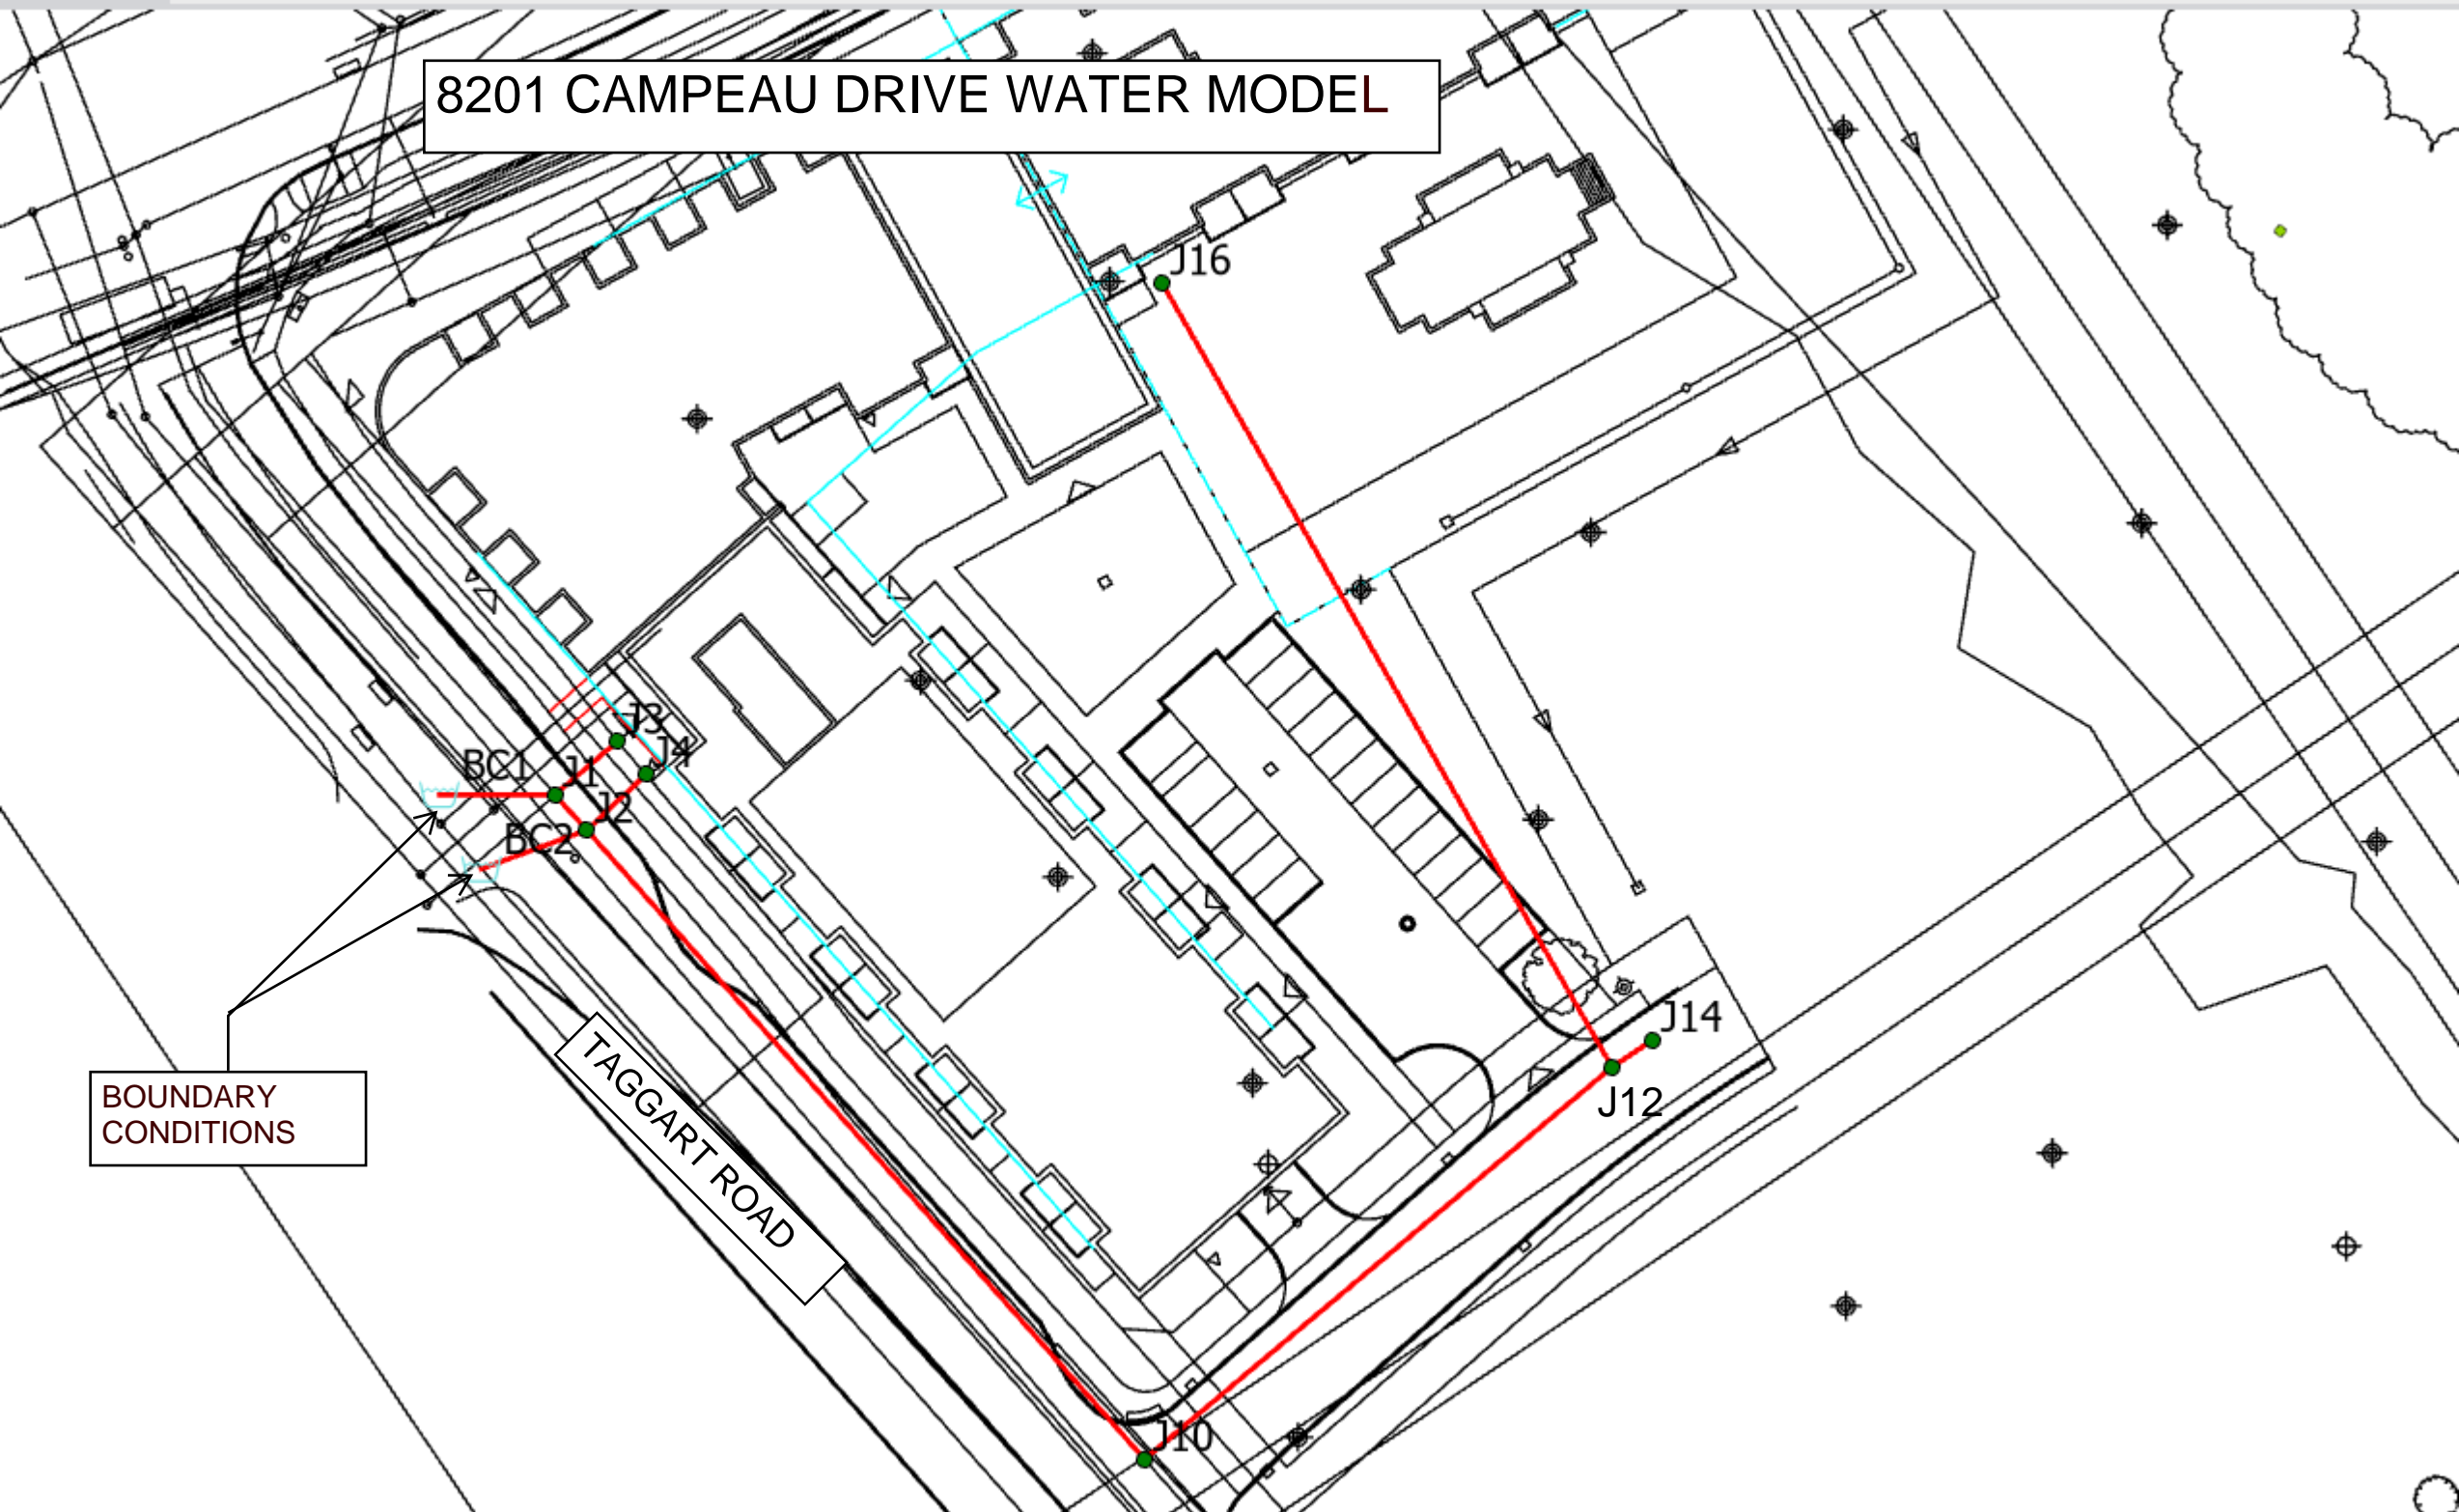 8201 CAMPEAU DRIVE WATER MODEL
J16
J3
J4
BC1
J1
J2
BC2
J14
J12
BOUNDARY
CONDITIONS
TAGGART ROAD
J10